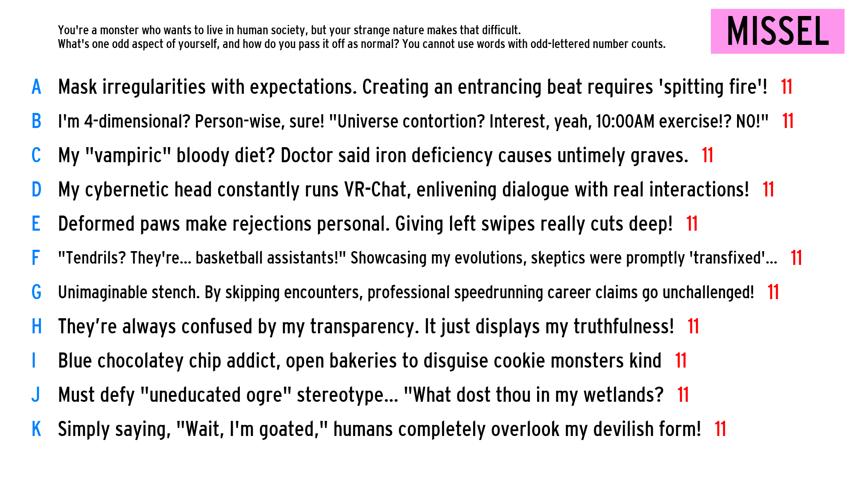 You're a monster who wants to live in human society, but your strange nature makes that difficult.
What's one odd aspect of yourself, and how do you pass it off as normal? You cannot use words with odd-lettered number counts.
MISSEL
A Mask irregularities with expectations. Creating an entrancing beat requires 'spitting fire'! 11
B I'm 4-dimensional? Person-wise, sure! "Universe contortion? Interest, yeah, 10:00AM exercise!? NO!" 11
C My "vampiric" bloody diet? Doctor said iron deficiency causes untimely graves. 11
D My cybernetic head constantly runs VR-Chat, enlivening dialogue with real interactions! 11
E Deformed paws make rejections personal. Giving left swipes really cuts deep! 11
F "Tendrils? They're... basketball assistants!" Showcasing my evolutions, skeptics were promptly 'transfixed'... 11
G Unimaginable stench. By skipping encounters, professional speedrunning career claims go unchallenged! 11
H They’re always confused by my transparency. It just displays my truthfulness! 11
I Blue chocolatey chip addict, open bakeries to disguise cookie monsters kind 11
J Must defy "uneducated ogre" stereotype... "What dost thou in my wetlands? 11
K Simply saying, "Wait, I'm goated," humans completely overlook my devilish form! 11